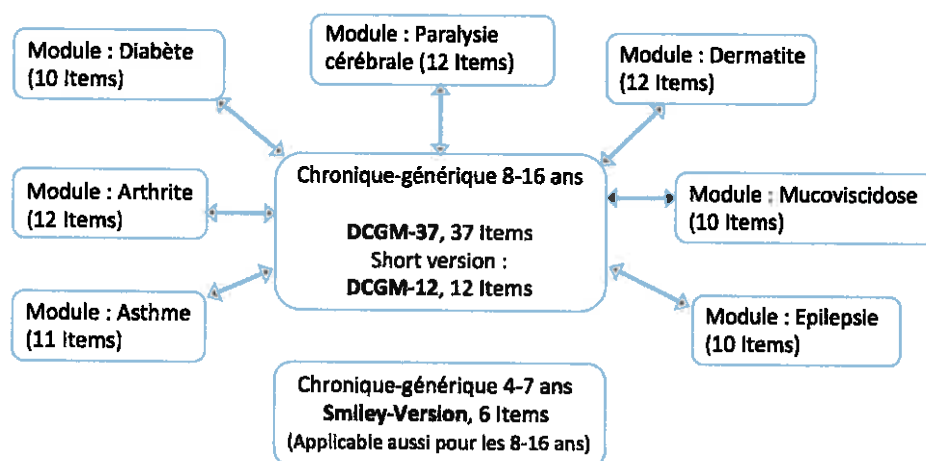 Module : Diabète
(10 Items)
Module : Paralysie
cérébrale (12 Items)
Module : Dermatite
(12 Items)
Module : Arthrite
(12 Items)
Chronique-générique 8-16 ans
DCGM-37, 37 Items
Short version :
DCGM-12, 12 Items
Module : Mucoviscidose
(10 Items)
Module : Asthme
(11 Items)
Module : Epilepsie
(10 Items)
Chronique-générique 4-7 ans
Smiley-Version, 6 Items
(Applicable aussi pour les 8-16 ans)